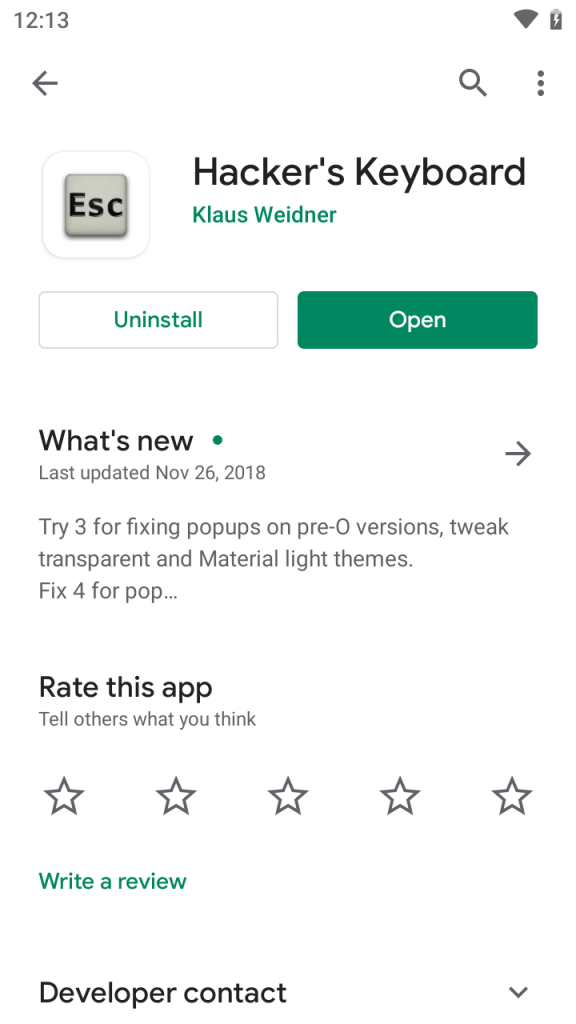 12:13
Esc
Hacker's Keyboard
Klaus Weidner
Uninstall
Open
What's new
Last updated Nov 26, 2018
Try 3 for fixing popups on pre-O versions, tweak
transparent and Material light themes.
Fix 4 for pop…
Rate this app
Tell others what you think
Write a review
Developer contact